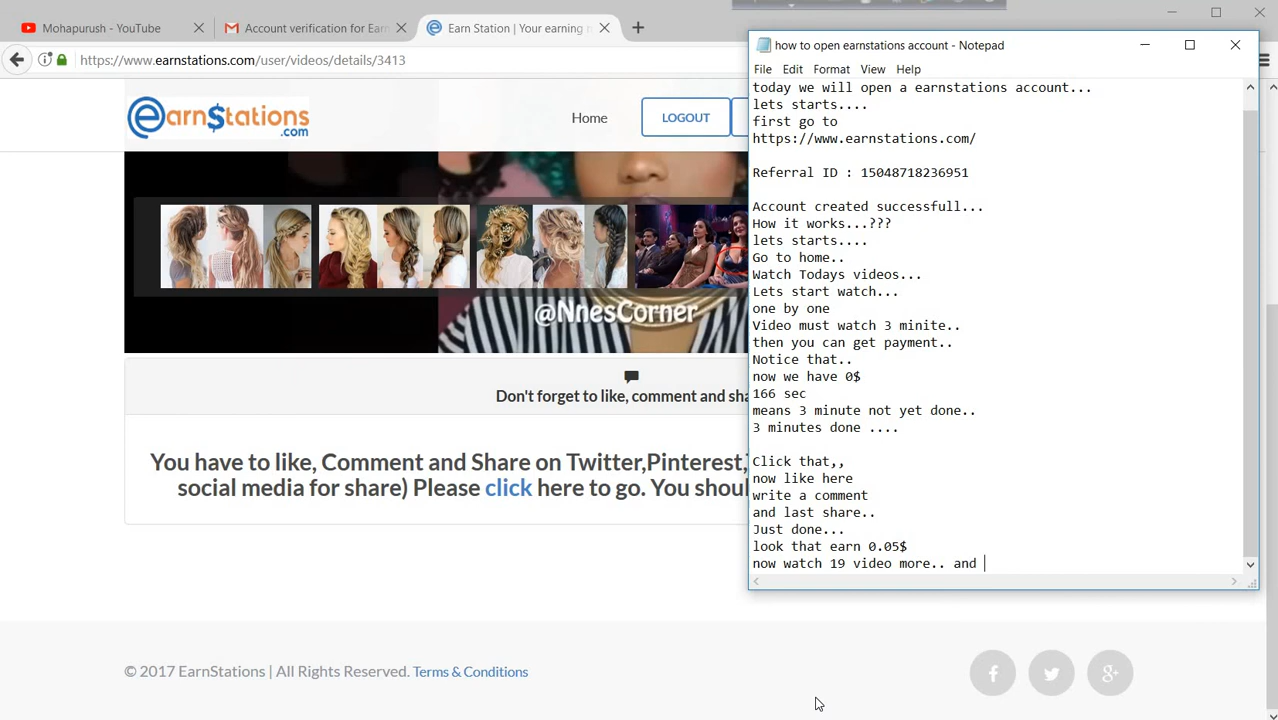 Mohapurush - YouTube
Account verification for Earn
Earn Station | Your earning
https://www.earnstations.com/user/videos/details/3413
earn$tations
.com
Home
LOGOUT
@NnesCorner
Don't forget to like, comment and sha
You have to like, Comment and Share on Twitter,Pinterest,
social media for share) Please click here to go. You shoul
© 2017 EarnStations | All Rights Reserved. Terms & Conditions
how to open earnstations account - Notepad
File Edit Format View Help
today we will open a earnstations account...
lets starts....
first go to
https://www.earnstations.com/
Referral ID : 15048718236951
Account created successfull...
How it works...???
lets starts....
Go to home..
Watch Todays videos...
Lets start watch...
one by one
Video must watch 3 minite..
then you can get payment..
Notice that..
now we have 0$
166 sec
means 3 minute not yet done..
3 minutes done ....
Click that,,
now like here
write a comment
and last share..
Just done...
look that earn 0.05$
now watch 19 video more.. and